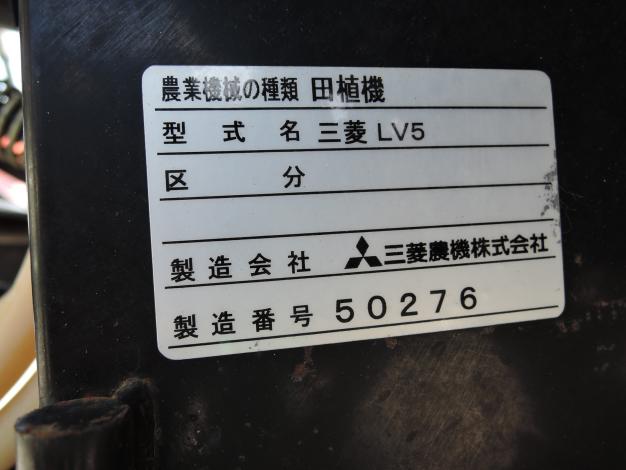 農業機械の種類 田植機
型式名 三菱 LV5
区分
製造会社 三菱農機株式会社
製造番号 50276